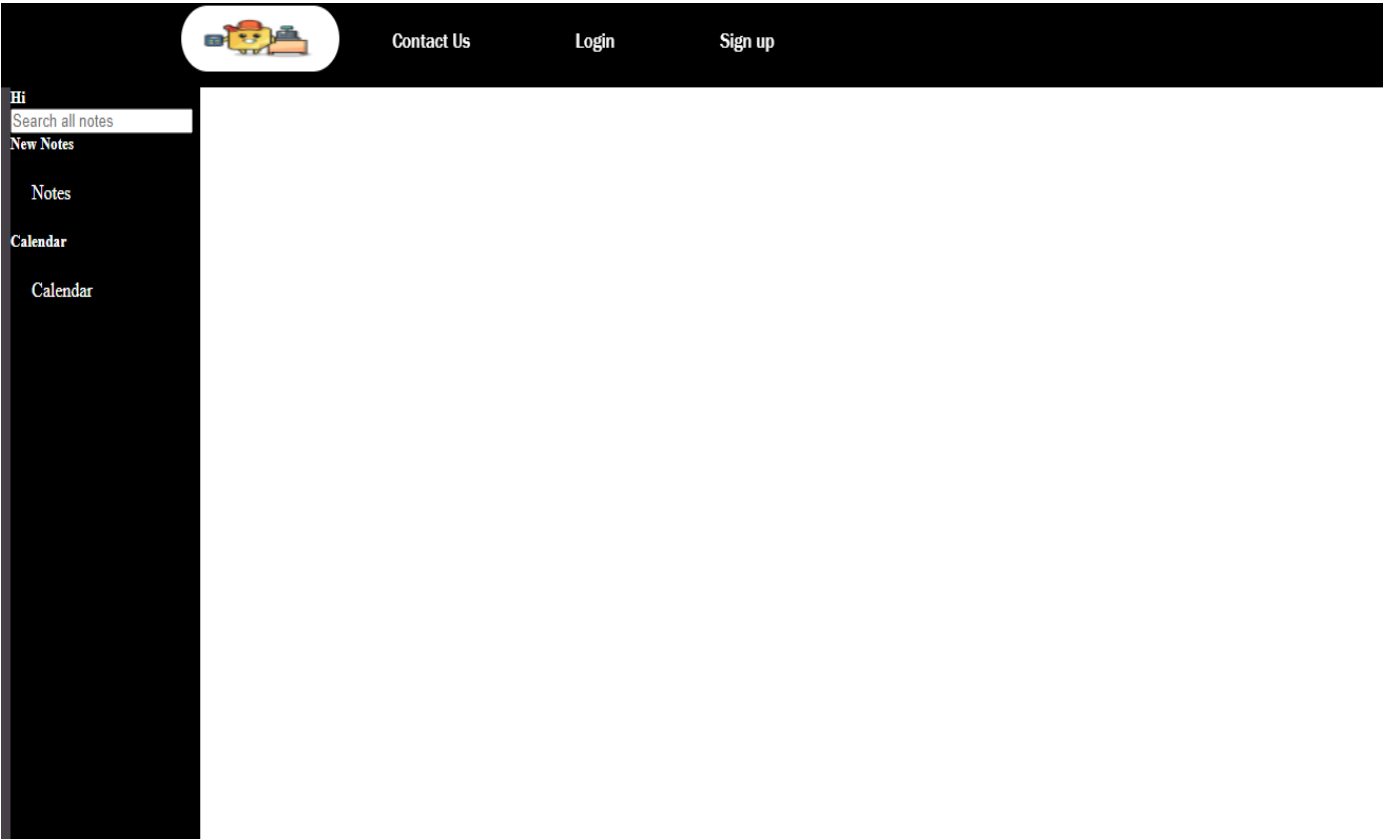 Contact Us Login Sign up
Hi
Search all notes
New Notes
Notes
Calendar
Calendar